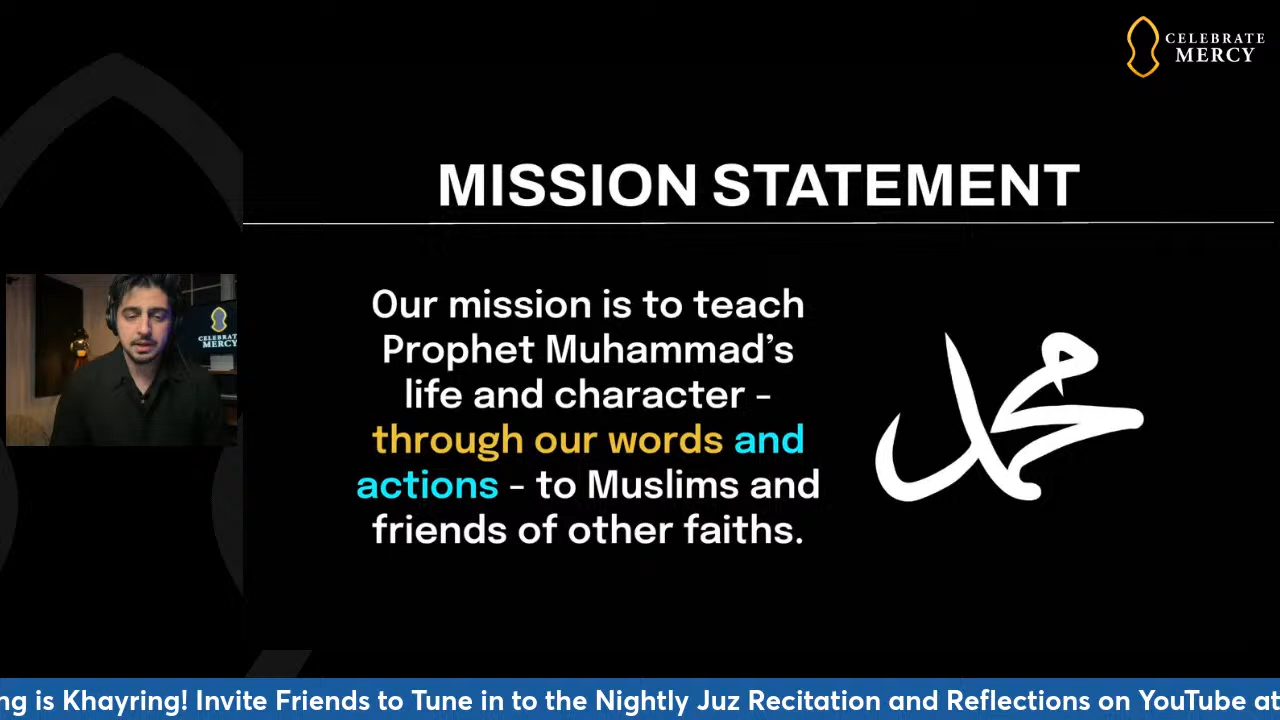 CELEBRATE
MERCY
MISSION STATEMENT
Our mission is to teach
Prophet Muhammad’s
life and character –
through our words and
actions – to Muslims and
friends of other faiths.
محمد
CELEBRATE
MERCY
is Khayring! Invite Friends to Tune in to the Nightly Juz Recitation and Reflections on YouTube at